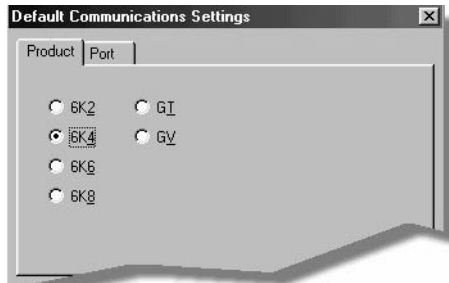 Default Communications Settings
Product Port
6K2 GT
6K4 GV
6K6
6K8